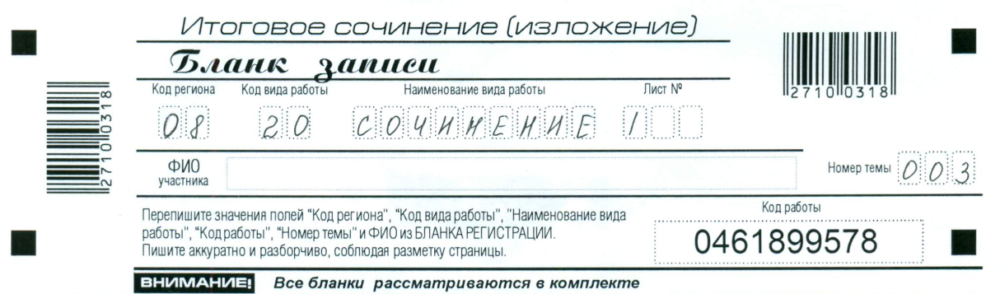 Итоговое сочинение (изложение)
Бланк записи
Код региона Код вида работы Наименование вида работы Лист №
2710 0318
2710 0318
08 20 СОЧИНЕНИЕ 1
ФИО участника
Номер темы 003
Перепишите значения полей "Код региона", "Код вида работы", "Наименование вида
работы", "Код работы", "Номер темы" и ФИО из БЛАНКА РЕГИСТРАЦИИ.
Пишите аккуратно и разборчиво, соблюдая разметку страницы.
Код работы
0461899578
ВНИМАНИЕ! Все бланки рассматриваются в комплекте